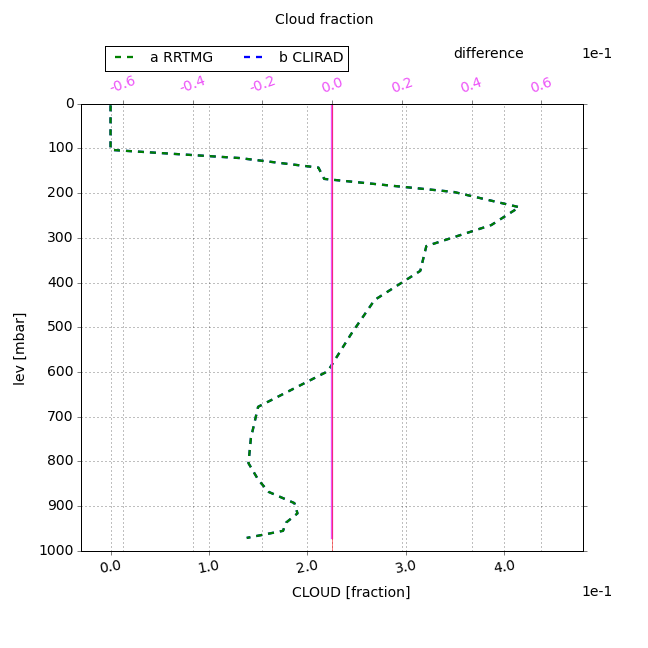 Cloud fraction
a RRTMG b CLIRAD difference 1e-1
-0.6 -0.4 -0.2 0.0 0.2 0.4 0.6
0
100
200
300
400
500
600
700
800
900
1000
lev [mbar]
0.0 1.0 2.0 3.0 4.0
CLOUD [fraction] 1e-1